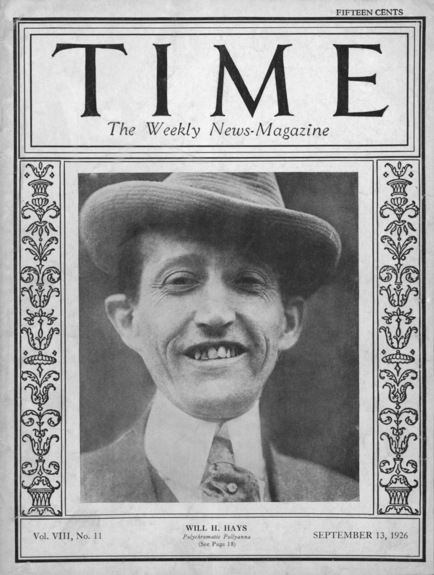 FIFTEEN CENTS
TIME
The Weekly News-Magazine
WILL H. HAYS
Polychromatic Pollyanna
(See Page 18)
Vol. VIII, No. 11
SEPTEMBER 13, 1926